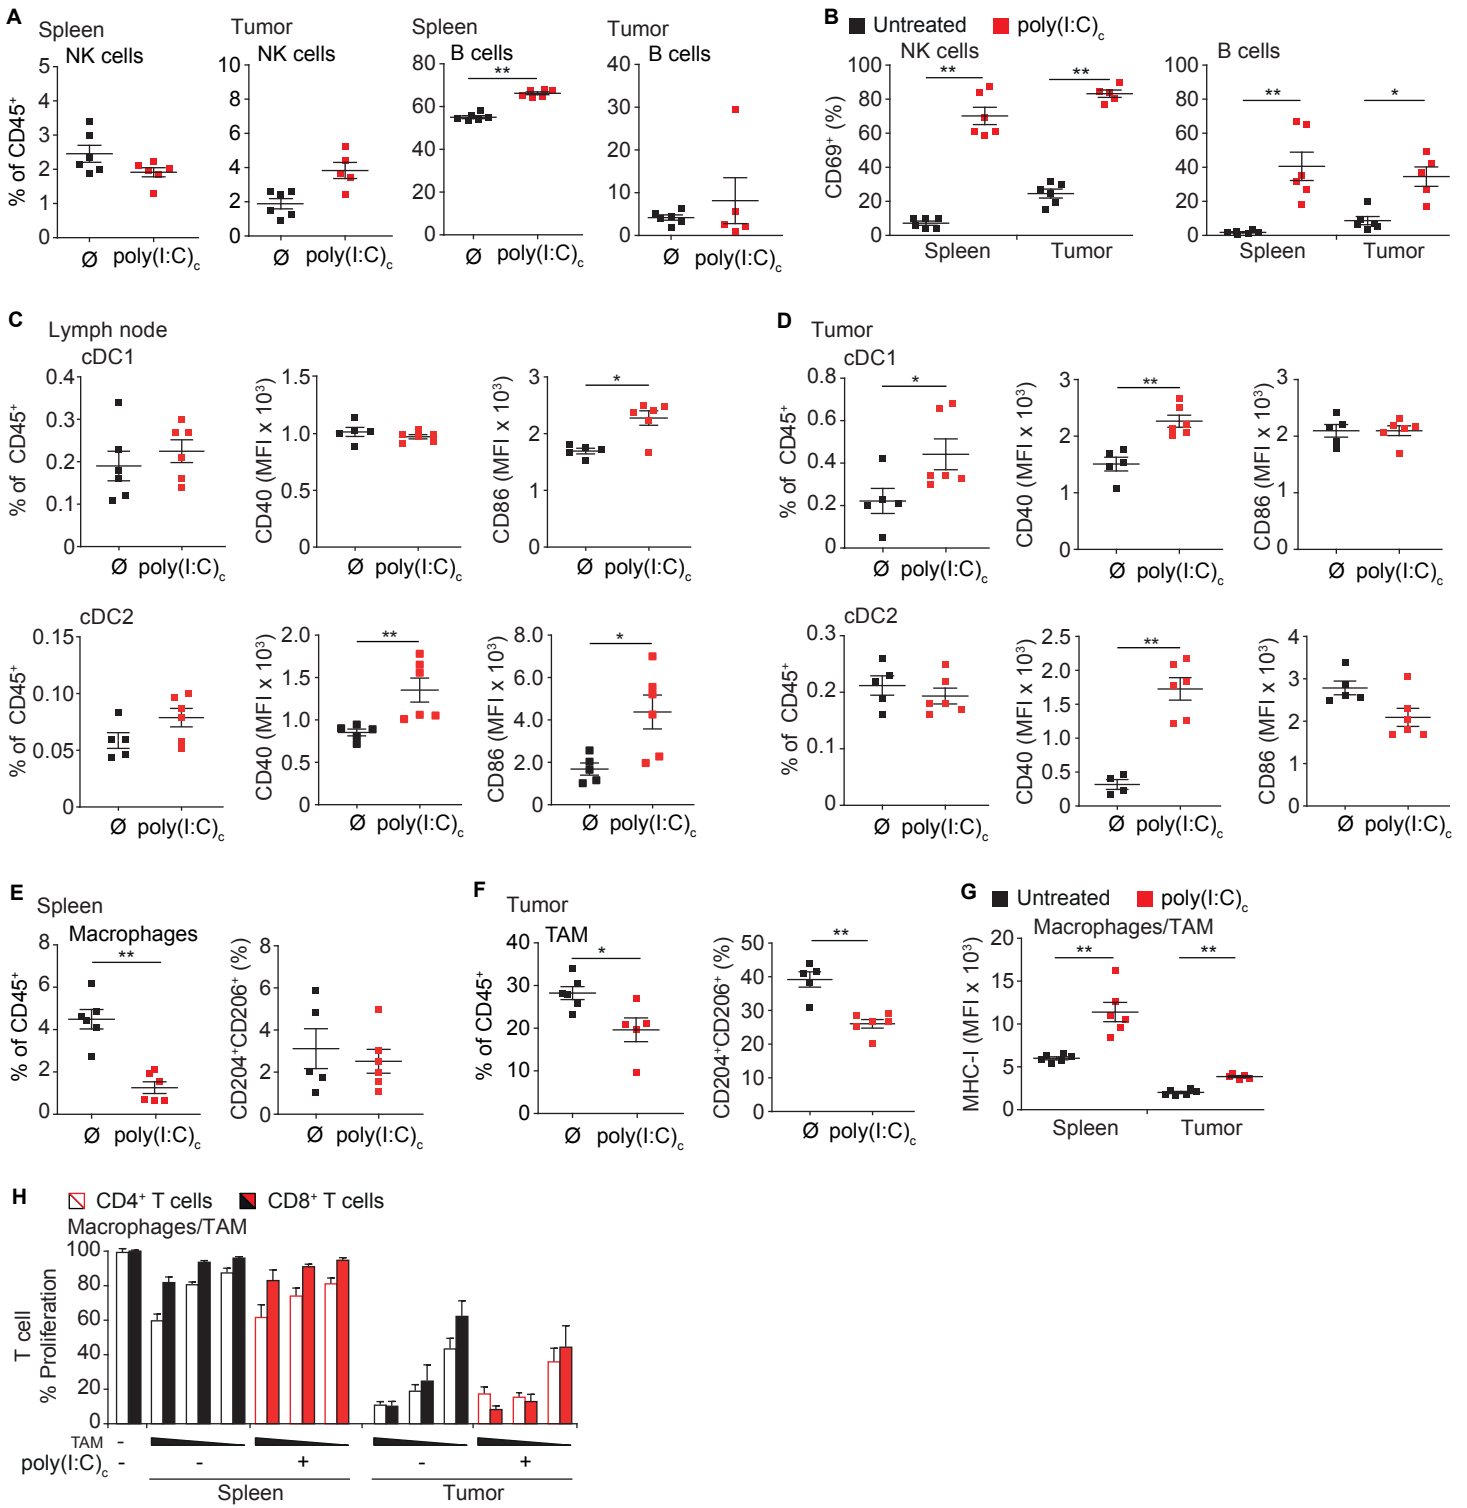 A
Spleen
NK cells
% of CD45⁺
5
4
3
2
1
0
Ø poly(I:C)c
Tumor
NK cells
10
8
6
4
2
0
Ø poly(I:C)c
Spleen
B cells
**
80
60
40
20
0
Ø poly(I:C)c
Tumor
B cells
40
30
20
10
0
Ø poly(I:C)c
B
Untreated poly(I:C)c
NK cells
CD69⁺ (%)
100
80
60
40
20
0
** **
Spleen Tumor
B cells
100
80
60
40
20
0
** *
Spleen Tumor
C
Lymph node
cDC1
% of CD45⁺
0.4
0.3
0.2
0.1
0
Ø poly(I:C)c
CD40 (MFI x 10³)
1.5
1.0
0.5
0
Ø poly(I:C)c
CD86 (MFI x 10³)
*
3
2
1
0
Ø poly(I:C)c
cDC2
% of CD45⁺
0.15
0.10
0.05
0
Ø poly(I:C)c
CD40 (MFI x 10³)
**
2.0
1.5
1.0
0.5
0
Ø poly(I:C)c
CD86 (MFI x 10³)
*
8.0
6.0
4.0
2.0
0
Ø poly(I:C)c
D
Tumor
cDC1
% of CD45⁺
*
0.8
0.6
0.4
0.2
0
Ø poly(I:C)c
CD40 (MFI x 10³)
**
3
2
1
0
Ø poly(I:C)c
CD86 (MFI x 10³)
3
2
1
0
Ø poly(I:C)c
cDC2
% of CD45⁺
0.3
0.2
0.1
0
Ø poly(I:C)c
CD40 (MFI x 10³)
**
2.5
2.0
1.5
1.0
0.5
0
Ø poly(I:C)c
CD86 (MFI x 10³)
4
3
2
1
0
Ø poly(I:C)c
E
Spleen
Macrophages
% of CD45⁺
**
8
6
4
2
0
Ø poly(I:C)c
CD204⁺CD206⁺ (%)
8
6
4
2
0
Ø poly(I:C)c
F
Tumor
TAM
% of CD45⁺
*
40
30
20
10
0
Ø poly(I:C)c
CD204⁺CD206⁺ (%)
**
50
40
30
20
10
0
Ø poly(I:C)c
G
Untreated poly(I:C)c
Macrophages/TAM
MHC-I (MFI x 10³)
** **
20
15
10
5
0
Spleen Tumor
H
CD4⁺ T cells CD8⁺ T cells
Macrophages/TAM
T cell
% Proliferation
100
80
60
40
20
0
TAM -
poly(I:C)c - - + - +
Spleen Tumor